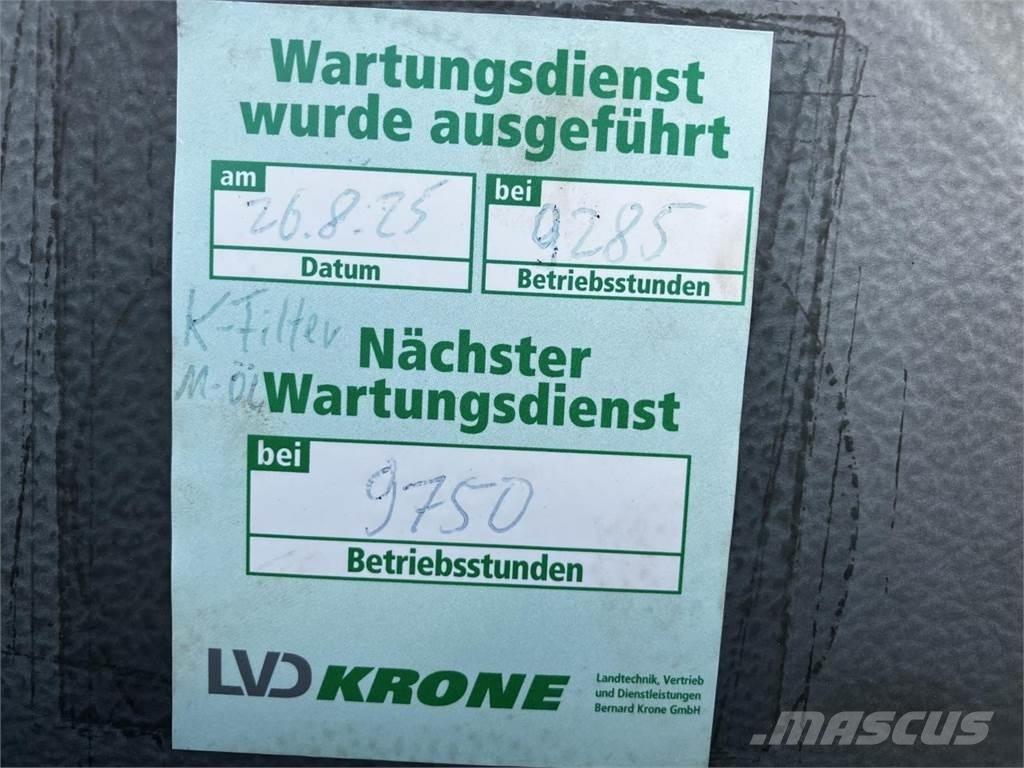 Wartungsdienst
wurde ausgeführt
am
26.8.25
Datum
bei
9285
Betriebsstunden
K-Filter
M-ÖL
Nächster
Wartungsdienst
bei
9750
Betriebsstunden
LVD KRONE
Landtechnik, Vertrieb
und Dienstleistungen
Bernard Krone GmbH
MASCUS